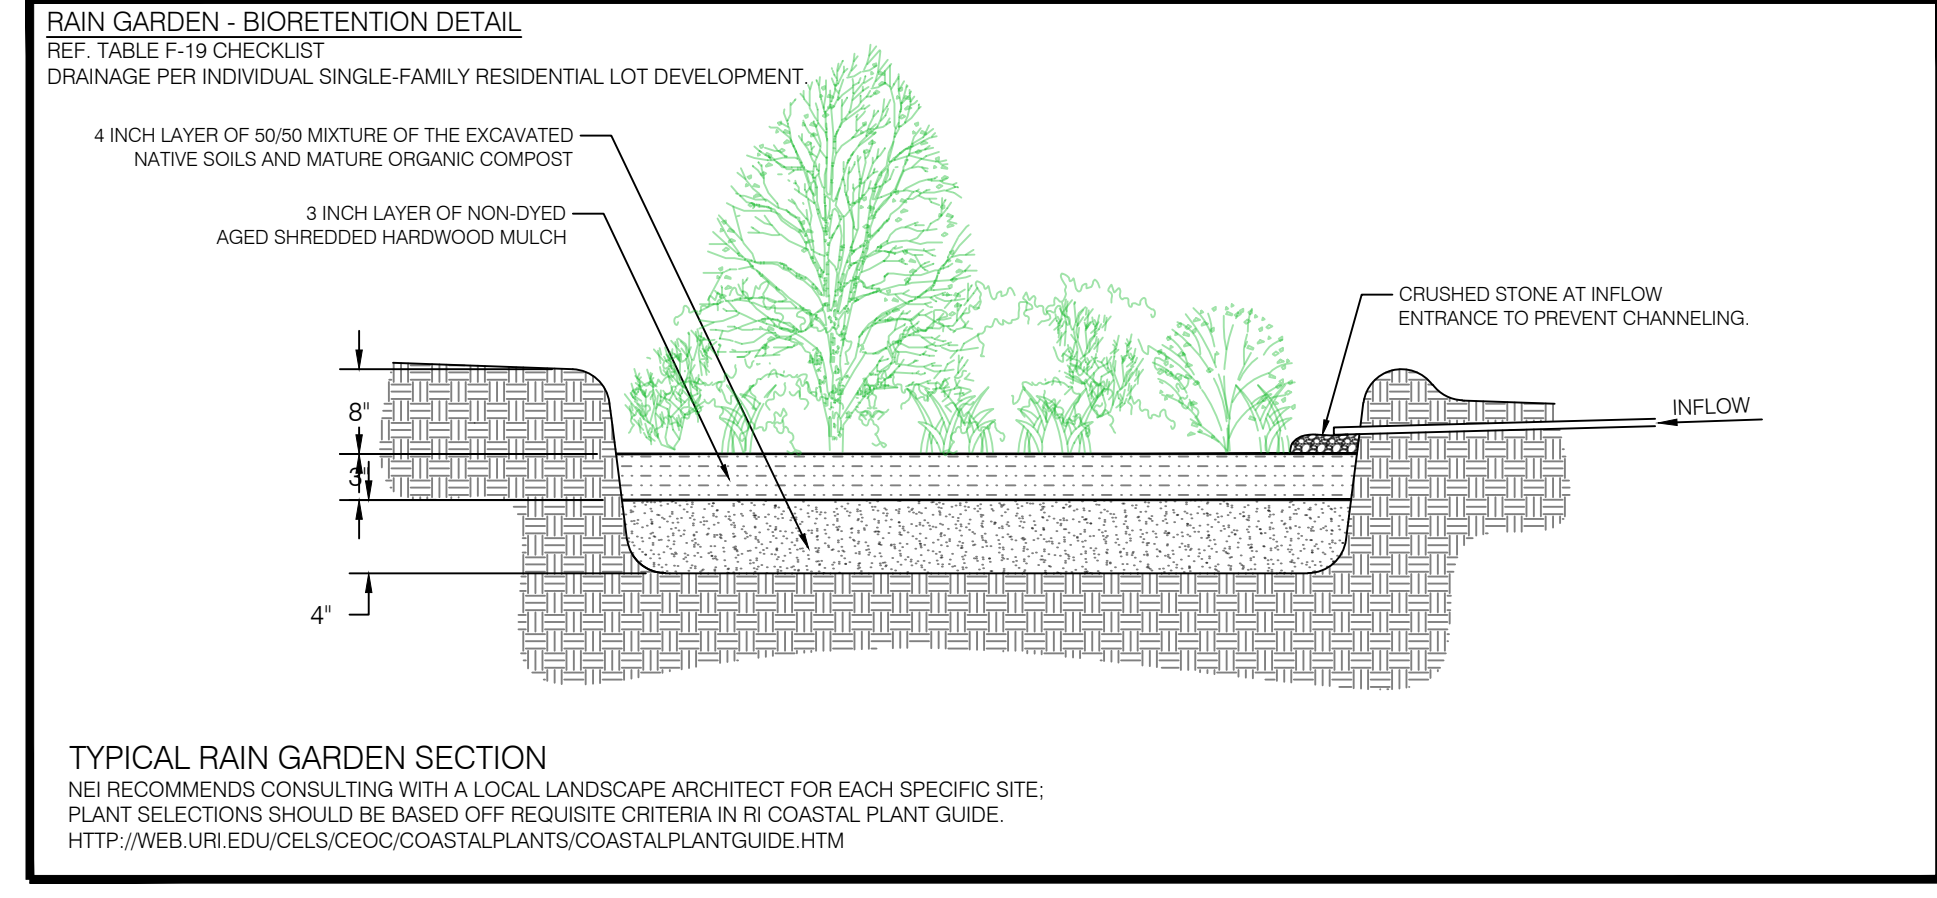 RAIN GARDEN - BIORETENTION DETAIL
REF. TABLE F-19 CHECKLIST
DRAINAGE PER INDIVIDUAL SINGLE-FAMILY RESIDENTIAL LOT DEVELOPMENT.
4 INCH LAYER OF 50/50 MIXTURE OF THE EXCAVATED
NATIVE SOILS AND MATURE ORGANIC COMPOST
3 INCH LAYER OF NON-DYED
AGED SHREDDED HARDWOOD MULCH
CRUSHED STONE AT INFLOW
ENTRANCE TO PREVENT CHANNELING.
8"
INFLOW
3"
4"
TYPICAL RAIN GARDEN SECTION
NEI RECOMMENDS CONSULTING WITH A LOCAL LANDSCAPE ARCHITECT FOR EACH SPECIFIC SITE;
PLANT SELECTIONS SHOULD BE BASED OFF REQUISITE CRITERIA IN RI COASTAL PLANT GUIDE.
HTTP://WEB.URI.EDU/CELS/CEOC/COASTALPLANTS/COASTALPLANTGUIDE.HTM